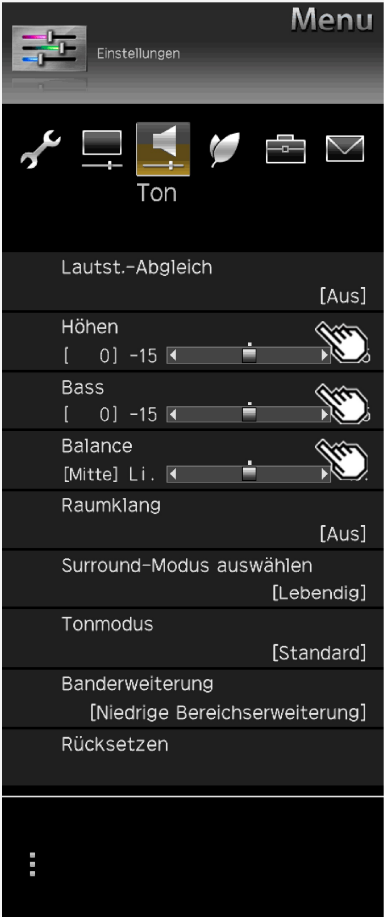 Menu
Einstellungen
Ton
Lautst.-Abgleich
[Aus]
Höhen
[ 0] -15
Bass
[ 0] -15
Balance
[Mitte] Li.
Raumklang
[Aus]
Surround-Modus auswählen
[Lebendig]
Tonmodus
[Standard]
Banderweiterung
[Niedrige Bereichserweiterung]
Rücksetzen